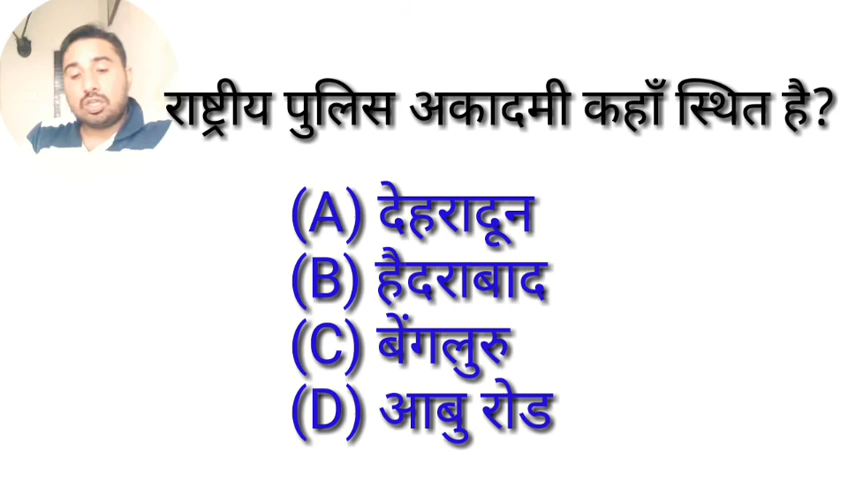 राष्ट्रीय पुलिस अकादमी कहाँ स्थित है?
(A) देहरादून
(B) हैदराबाद
(C) बेंगलुरु
(D) आबु रोड